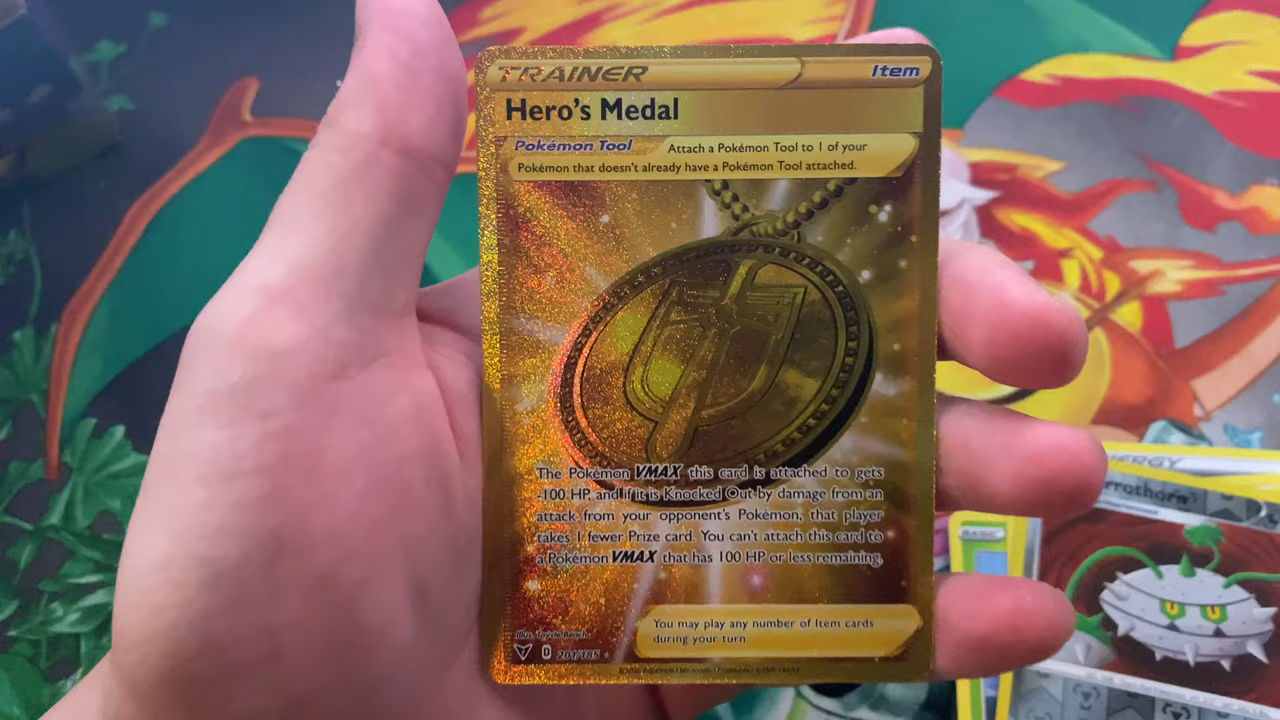 TRAINER
Item
Hero's Medal
Pokémon Tool
Attach a Pokémon Tool to 1 of your
Pokémon that doesn't already have a Pokémon Tool attached.
The Pokémon VMAX this card is attached to gets
-100 HP, and if it is Knocked Out by damage from an
attack from your opponent's Pokémon, that player
takes 1 fewer Prize card. You can't attach this card to
a Pokémon VMAX that has 100 HP or less remaining.
You may play any number of Item cards
during your turn.
Illus. Toyste Beach
201/185
BASIC